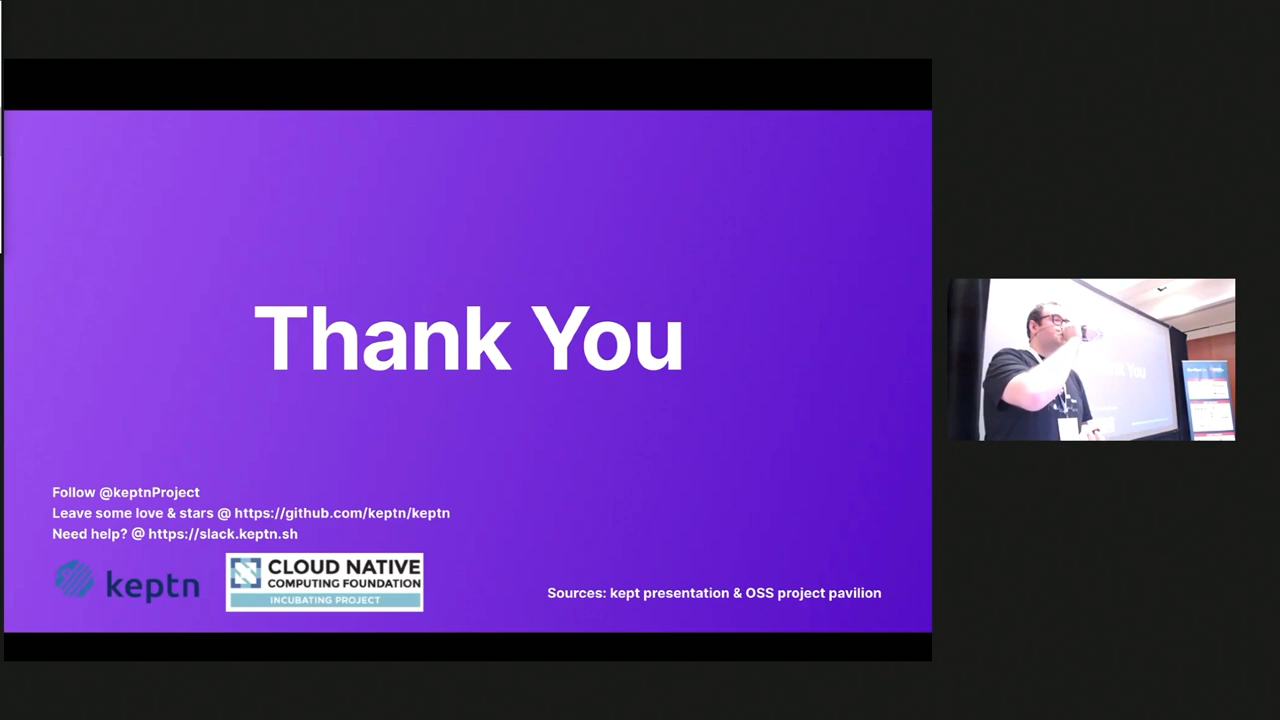 Thank You
Follow @keptnProject
Leave some love & stars @ https://github.com/keptn/keptn
Need help? @ https://slack.keptn.sh
keptn
CLOUD NATIVE
COMPUTING FOUNDATION
INCUBATING PROJECT
Sources: kept presentation & OSS project pavilion
You